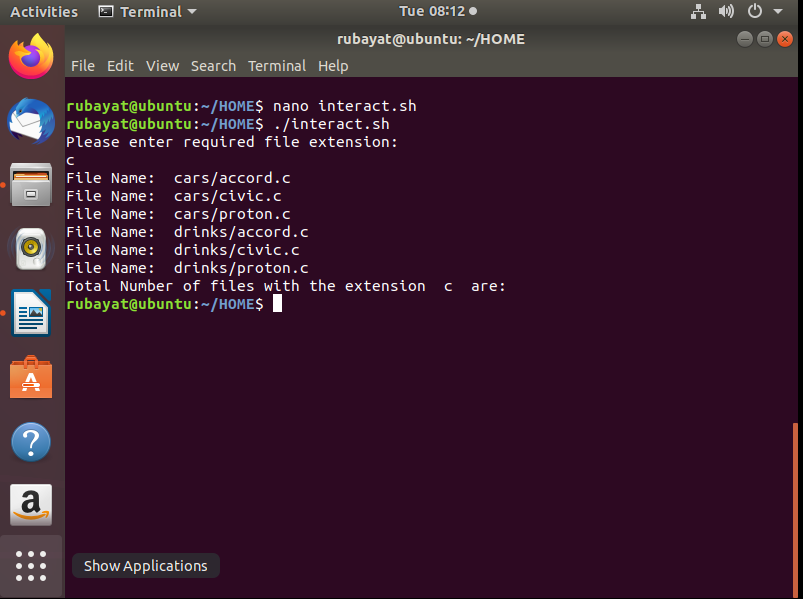 Activities Terminal Tue 08:12
rubayat@ubuntu: ~/HOME
File Edit View Search Terminal Help
rubayat@ubuntu:~/HOME$ nano interact.sh
rubayat@ubuntu:~/HOME$ ./interact.sh
Please enter required file extension:
c
File Name:  cars/accord.c
File Name:  cars/civic.c
File Name:  cars/proton.c
File Name:  drinks/accord.c
File Name:  drinks/civic.c
File Name:  drinks/proton.c
Total Number of files with the extension  c  are:
rubayat@ubuntu:~/HOME$
Show Applications